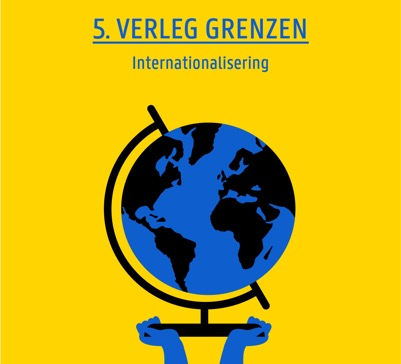 5. VERLEG GRENZEN
Internationalisering